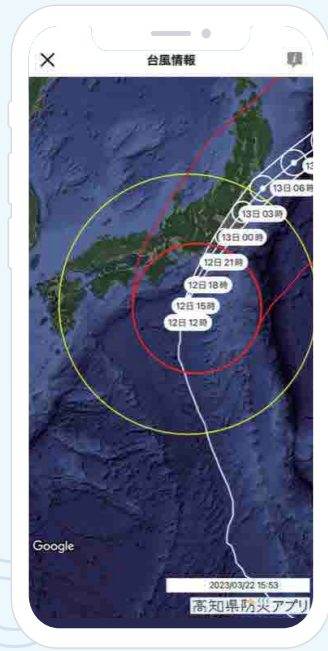 台風情報
13日 06時
13日 03時
13日 00時
12日 21時
12日 18時
12日 15時
12日 12時
Google
2023/03/22 15:53
高知県防災アプリ